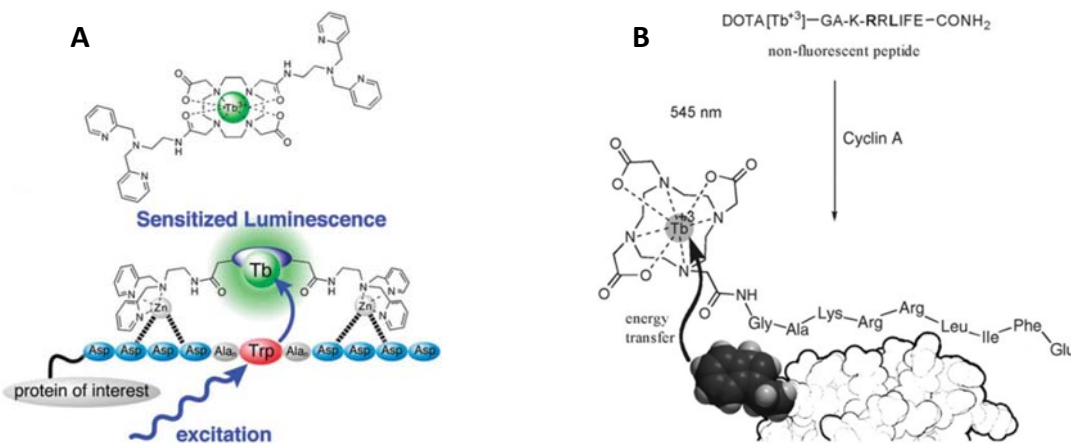 A
N
N
N
N
H
O
O
O
N
N
N
N
Tb3+
O
O
O
N
H
N
N
N
Sensitized Luminescence
Tb
N
N
N
Zn
N
H
O
O
N
H
N
N
N
Zn
Asp Asp Asp Asp Alaₙ Trp Alaₙ Asp Asp Asp Asp
protein of interest
excitation
B
DOTA[Tb+3]—GA-K-RRLIFE—CONH₂
non-fluorescent peptide
Cyclin A
545 nm
O
O
O
O
N
N
N
N
+3
Tb
O
O
O
NH
energy
transfer
Gly Ala Lys Arg Arg Leu Ile Phe Glu